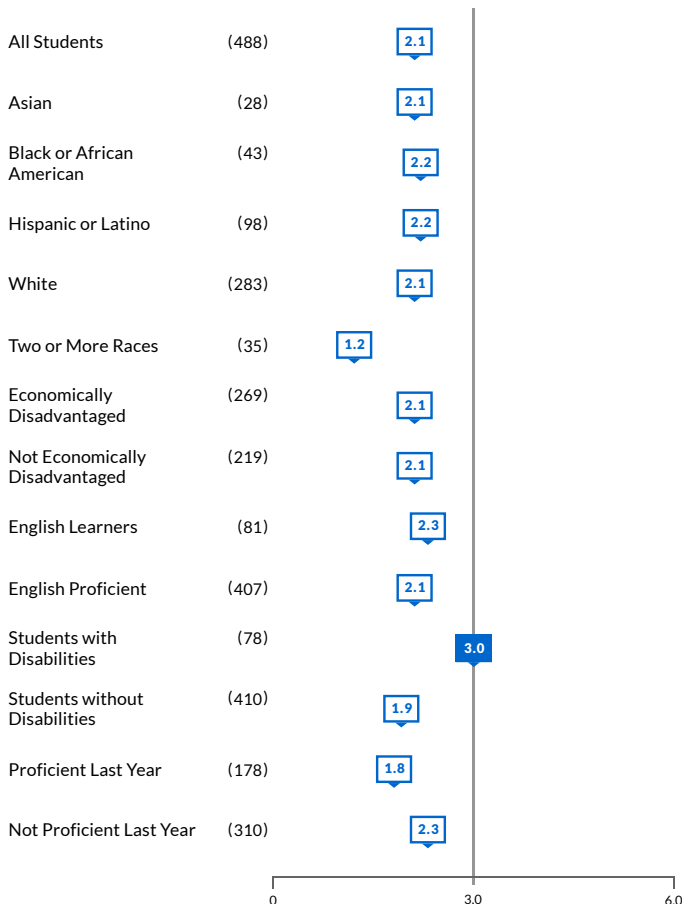 All Students (488) 2.1
Asian (28) 2.1
Black or African (43) 2.2
American
Hispanic or Latino (98) 2.2
White (283) 2.1
Two or More Races (35) 1.2
Economically (269) 2.1
Disadvantaged
Not Economically (219) 2.1
Disadvantaged
English Learners (81) 2.3
English Proficient (407) 2.1
Students with (78) 3.0
Disabilities
Students without (410) 1.9
Disabilities
Proficient Last Year (178) 1.8
Not Proficient Last Year (310) 2.3
0 3.0 6.0